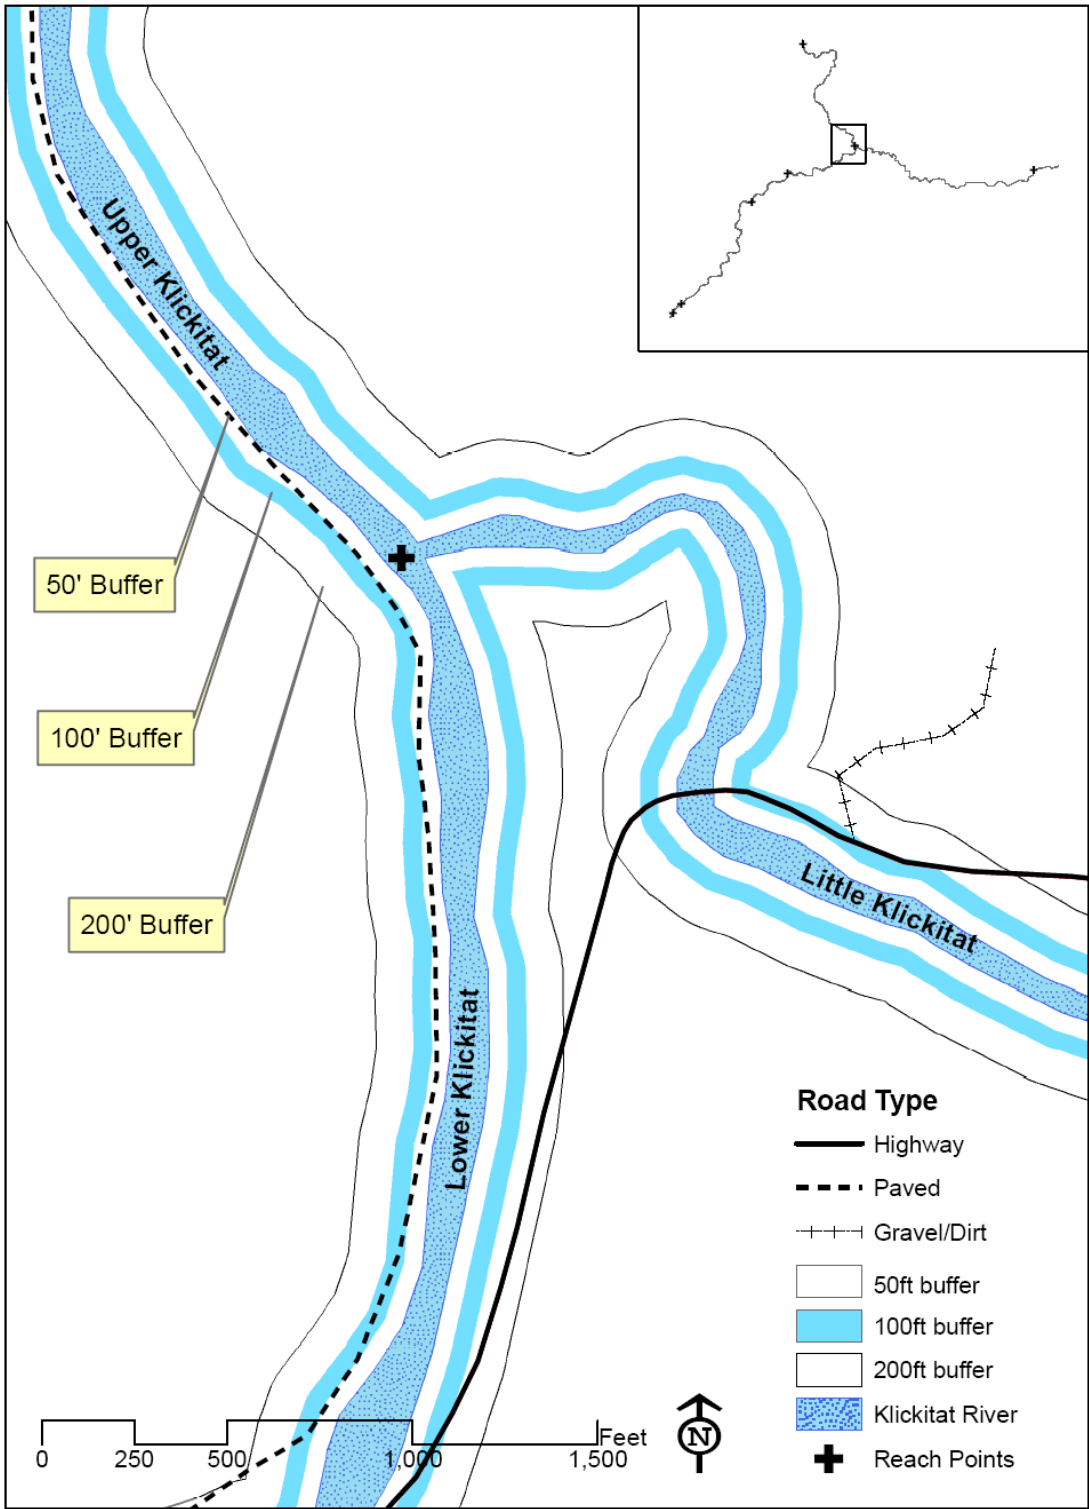 Upper Klickitat
50' Buffer
100' Buffer
200' Buffer
Little Klickitat
Lower Klickitat
Road Type
Highway
Paved
Gravel/Dirt
50ft buffer
100ft buffer
200ft buffer
Klickitat River
Reach Points
0 250 500 1,000 1,500 Feet
N